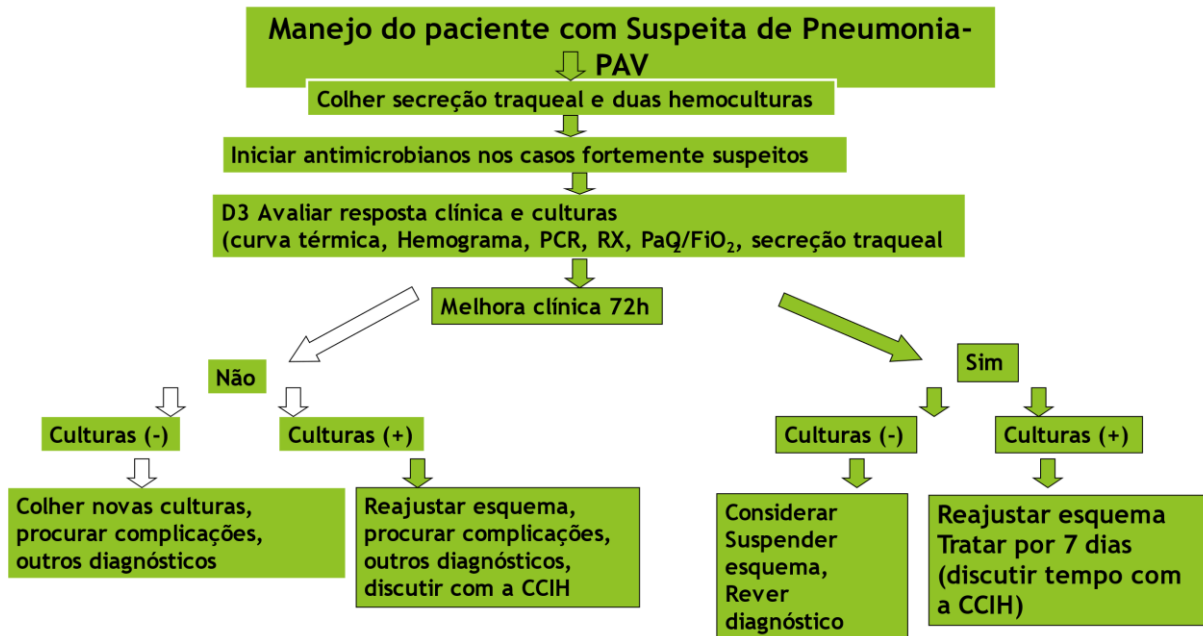 Manejo do paciente com Suspeita de Pneumonia-
PAV
Colher secreção traqueal e duas hemoculturas
Iniciar antimicrobianos nos casos fortemente suspeitos
D3 Avaliar resposta clínica e culturas
(curva térmica, Hemograma, PCR, RX, PaO₂/FiO₂, secreção traqueal
Melhora clínica 72h
Não
Sim
Culturas (-)
Culturas (+)
Culturas (-)
Culturas (+)
Colher novas culturas,
procurar complicações,
outros diagnósticos
Reajustar esquema,
procurar complicações,
outros diagnósticos,
discutir com a CCIH
Considerar
Suspender
esquema,
Rever
diagnóstico
Reajustar esquema
Tratar por 7 dias
(discutir tempo com
a CCIH)